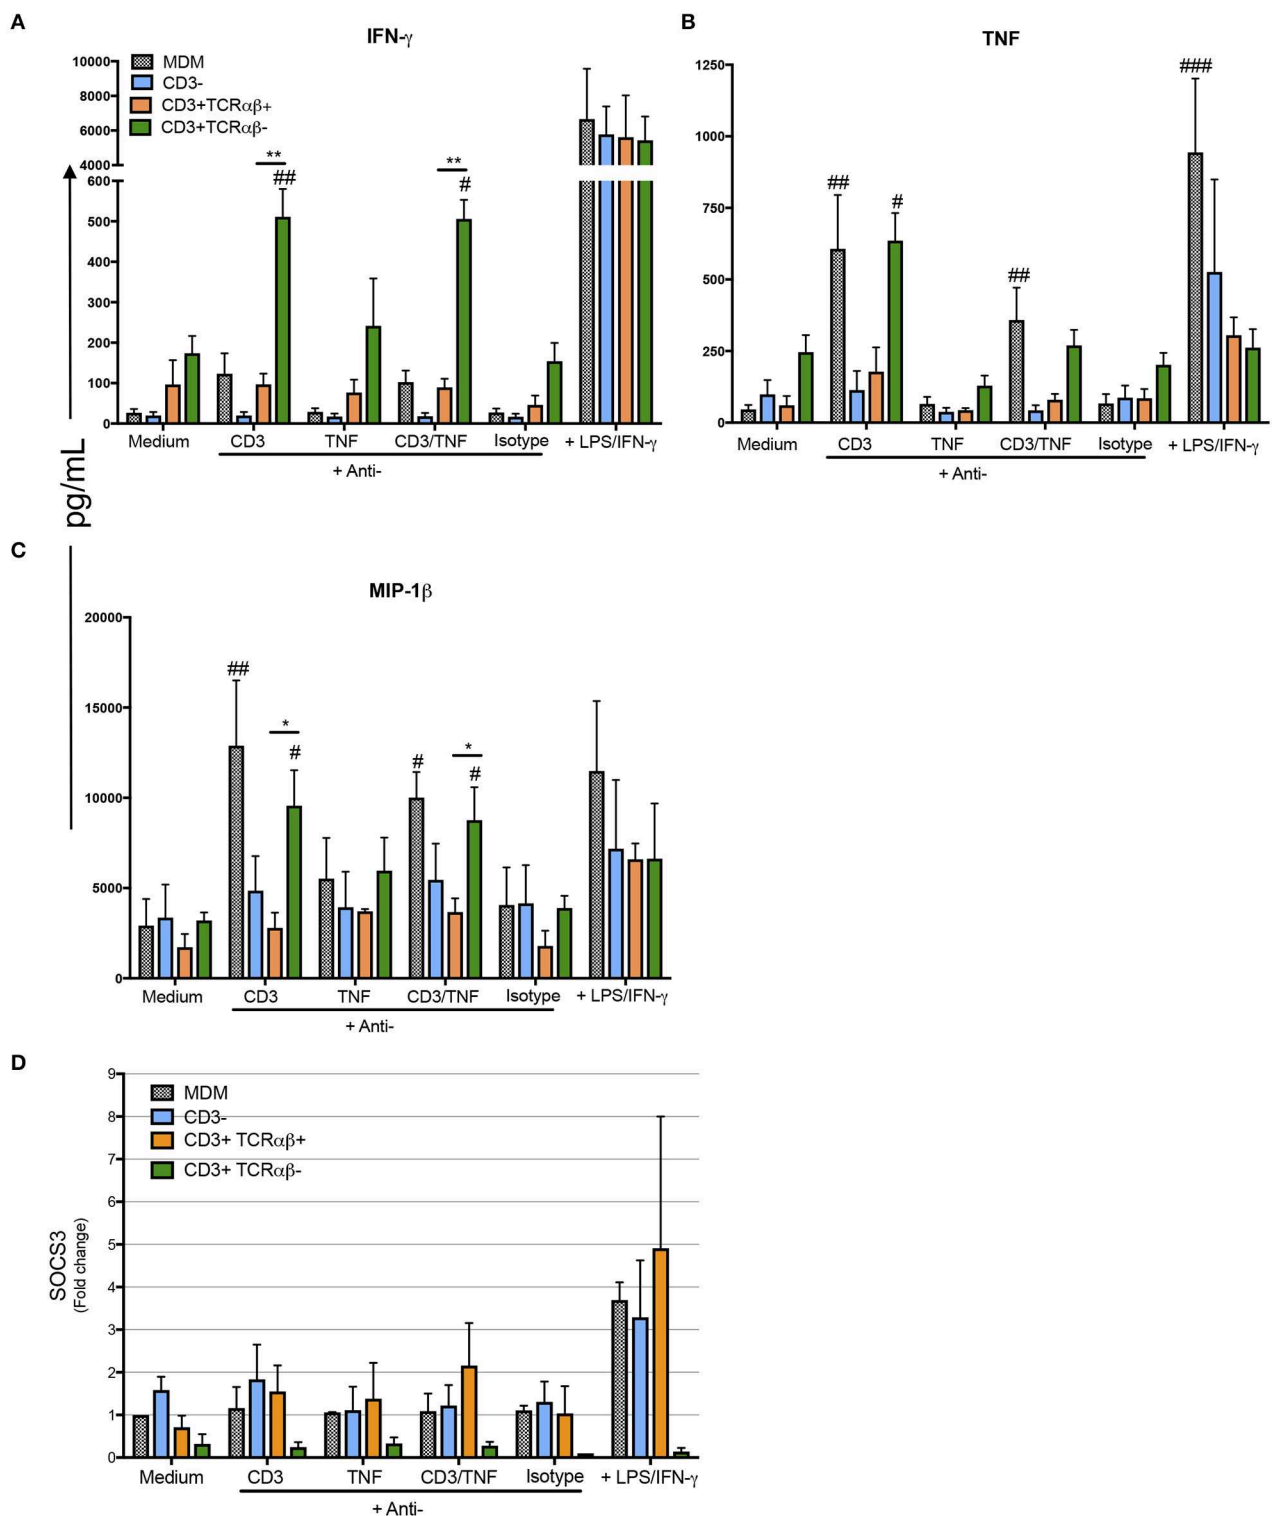 A
IFN-γ
10000
8000
6000
4000
600
500
400
300
200
100
0
MDM
CD3-
CD3+TCRαβ+
CD3+TCRαβ-
**
##
**
#
Medium
CD3
TNF
CD3/TNF
Isotype
+ LPS/IFN-γ
+ Anti-
pg/mL
B
TNF
1250
1000
750
500
250
0
##
#
##
###
Medium
CD3
TNF
CD3/TNF
Isotype
+ LPS/IFN-γ
+ Anti-
C
MIP-1β
20000
15000
10000
5000
0
##
*
#
#
*
#
Medium
CD3
TNF
CD3/TNF
Isotype
+ LPS/IFN-γ
+ Anti-
D
SOCS3
(Fold change)
9
8
7
6
5
4
3
2
1
0
MDM
CD3-
CD3+ TCRαβ+
CD3+ TCRαβ-
Medium
CD3
TNF
CD3/TNF
Isotype
+ LPS/IFN-γ
+ Anti-